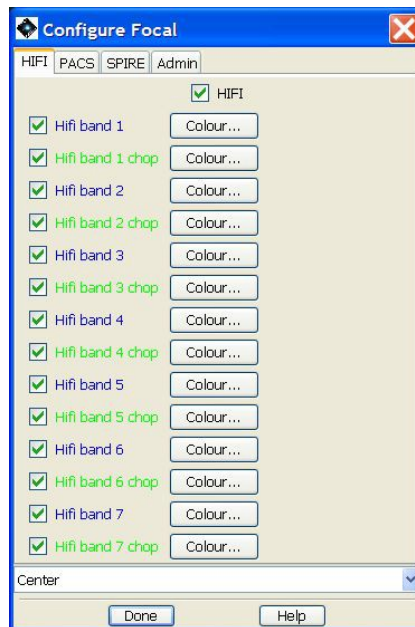 Configure Focal
HIFI PACS SPIRE Admin
HIFI
Hifi band 1 Colour...
Hifi band 1 chop Colour...
Hifi band 2 Colour...
Hifi band 2 chop Colour...
Hifi band 3 Colour...
Hifi band 3 chop Colour...
Hifi band 4 Colour...
Hifi band 4 chop Colour...
Hifi band 5 Colour...
Hifi band 5 chop Colour...
Hifi band 6 Colour...
Hifi band 6 chop Colour...
Hifi band 7 Colour...
Hifi band 7 chop Colour...
Center
Done Help